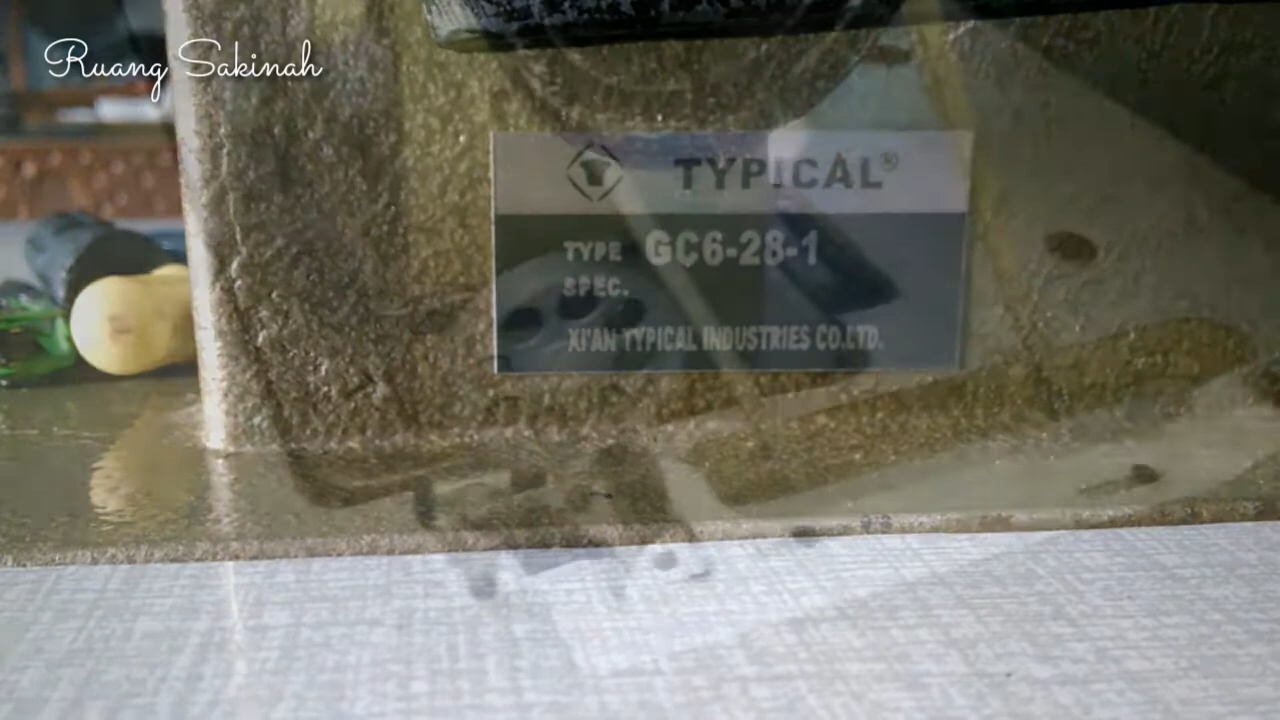 Ruang Sakinah
TYPICAL®
TYPE GC6-28-1
SPEC.
XI'AN TYPICAL INDUSTRIES CO.LTD.